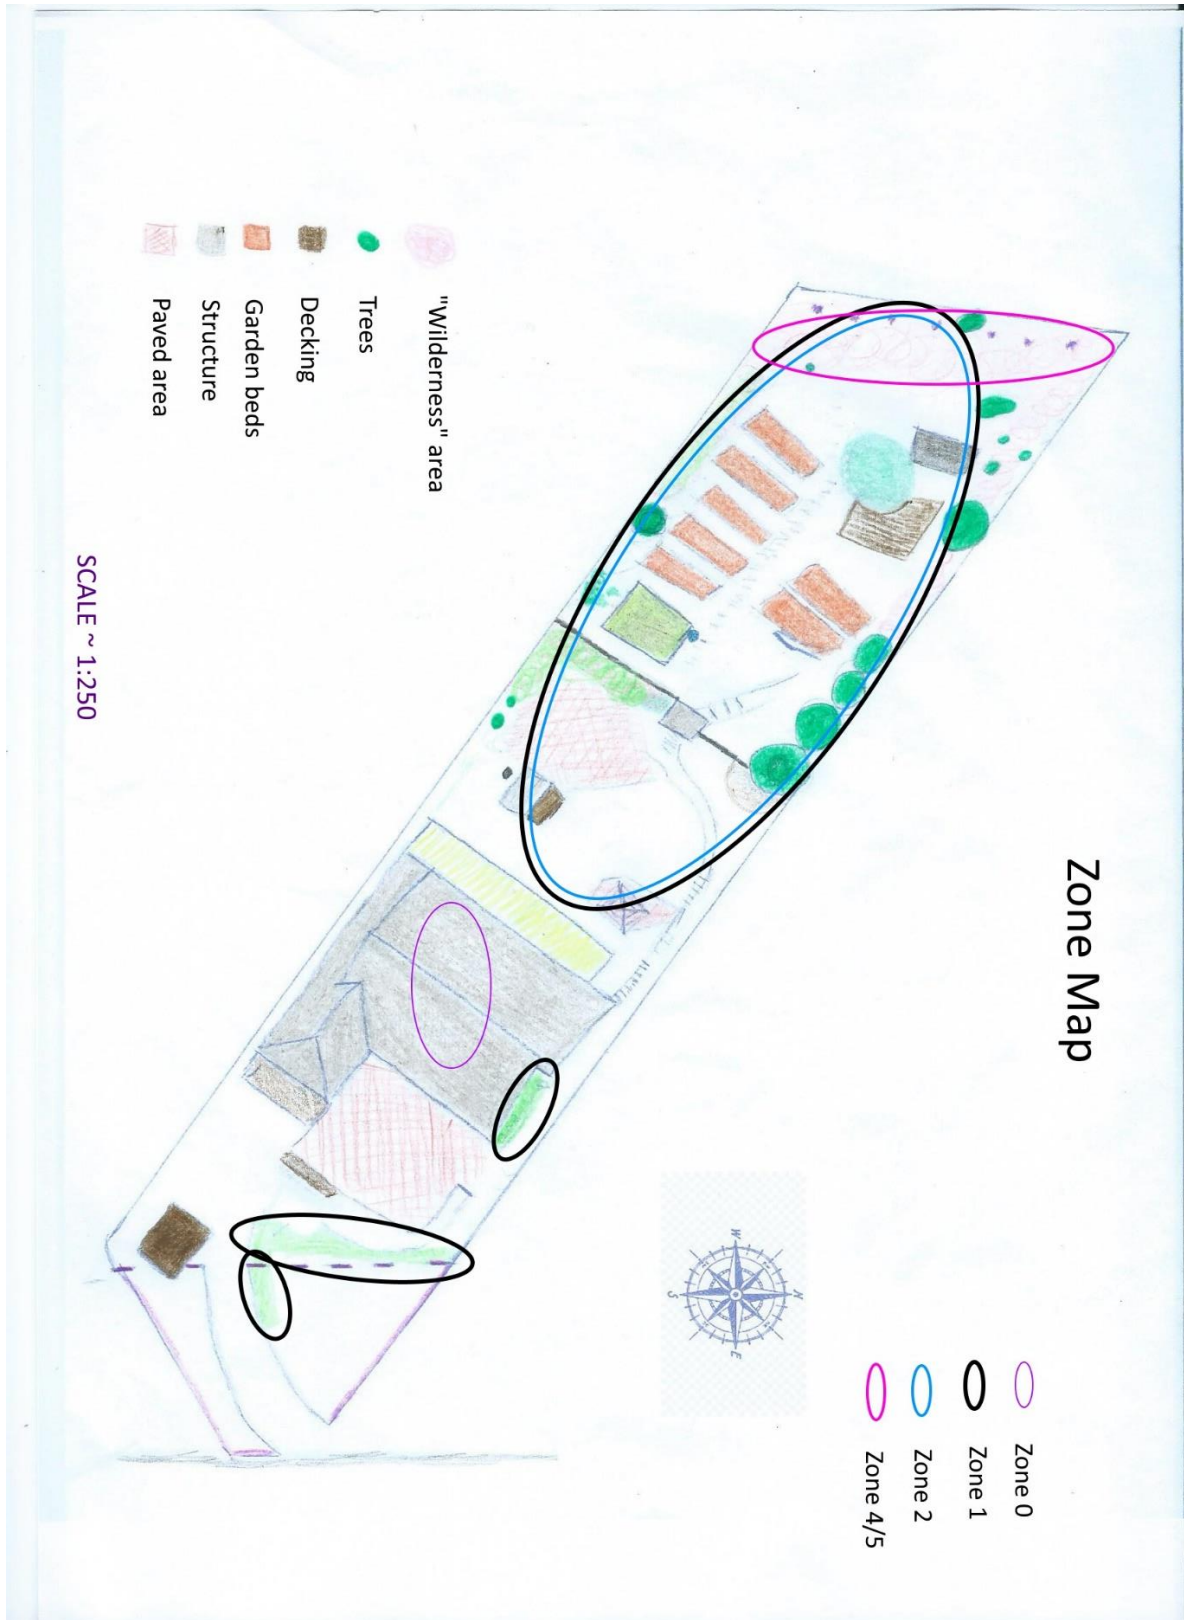 Zone Map
Zone 0
Zone 1
Zone 2
Zone 4/5
N
W
E
S
"Wilderness" area
Trees
Decking
Garden beds
Structure
Paved area
SCALE ~ 1:250